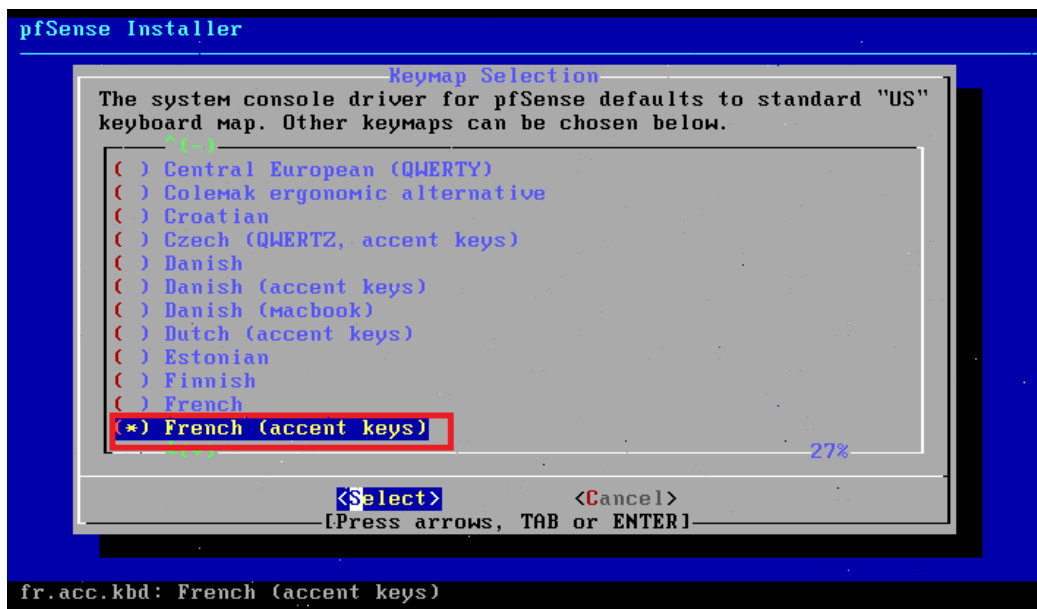 pfSense Installer
Keymap Selection
The system console driver for pfSense defaults to standard "US"
keyboard map. Other keymaps can be chosen below.
^(-)
( ) Central European (QWERTY)
( ) Colemak ergonomic alternative
( ) Croatian
( ) Czech (QWERTZ, accent keys)
( ) Danish
( ) Danish (accent keys)
( ) Danish (macbook)
( ) Dutch (accent keys)
( ) Estonian
( ) Finnish
( ) French
(*) French (accent keys)
27%
<Select> <Cancel>
[Press arrows, TAB or ENTER]
fr.acc.kbd: French (accent keys)